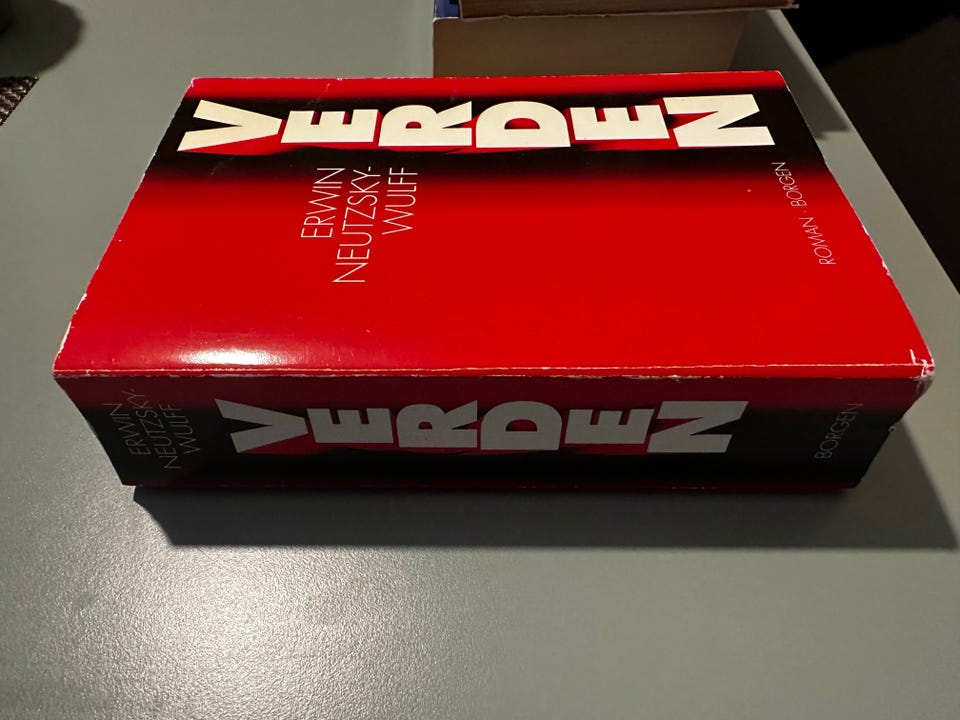 VERDEN
ERWIN
NEUTZSKY-
WULFF
ROMAN · BORGEN
ERWIN
NEUTZSKY-
WULFF
VERDEN
BORGEN